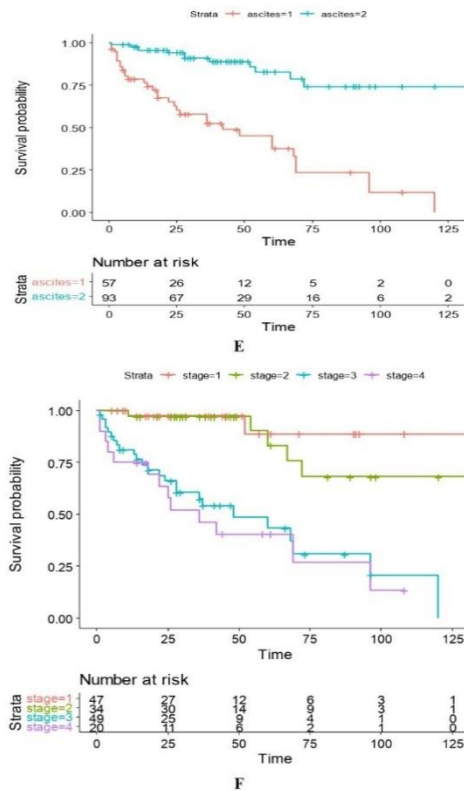 Strata ascites=1 ascites=2
1.00
0.75
0.50
0.25
0.00
Survival probability
0 25 50 75 100 125
Time
Number at risk
Strata
ascites=1 57 26 12 5 2 0
ascites=2 93 67 29 16 6 2
0 25 50 75 100 125
Time
E
Strata stage=1 stage=2 stage=3 stage=4
1.00
0.75
0.50
0.25
0.00
Survival probability
0 25 50 75 100 125
Time
Number at risk
Strata
stage=1 47 27 12 6 3 1
stage=2 34 30 14 9 3 1
stage=3 49 25 9 4 1 0
stage=4 20 11 6 2 1 0
0 25 50 75 100 125
Time
F